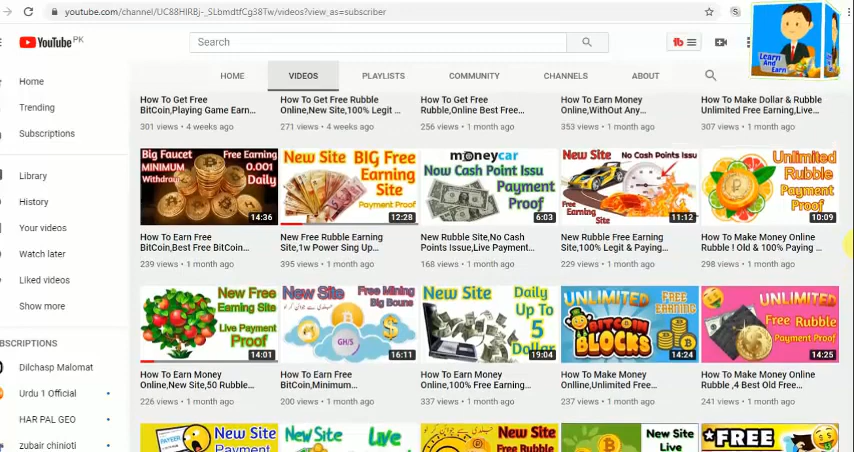 youtube.com/channel/UC88HIRBj-_SLbmdtfCg38Tw/videos?view_as=subscriber
YouTube PK
Search
Learn
And
Earn
HOME
VIDEOS
PLAYLISTS
COMMUNITY
CHANNELS
ABOUT
Home
Trending
Subscriptions
Library
History
Your videos
Watch later
Liked videos
Show more
BSCRIPTIONS
Dilchasp Malomat
Urdu 1 Official
HAR PAL GEO
zubair chinioti
How To Get Free
BitCoin,Playing Game Earn...
301 views • 4 weeks ago
How To Get Free Rubble
Online,New Site,100% Legit ...
271 views • 4 weeks ago
How To Get Free
Rubble,Online Best Free...
256 views • 1 month ago
How To Earn Money
Online,WithOut Any...
353 views • 1 month ago
How To Make Dollar & Rubble
Unlimited Free Earning,Live...
307 views • 1 month ago
Big Faucet
MINIMUM
Withdraw
Free Earning
0.001
Daily
14:36
How To Earn Free
BitCoin,Best Free BitCoin...
239 views • 1 month ago
New Site
BIG Free
Earning
Site
Payment Proof
12:28
New Free Rubble Earning
Site,1w Power Sing Up...
395 views • 1 month ago
moneycar
Now Cash Point Issu
Payment
Proof
6:03
New Rubble Site,No Cash
Points Issue,Live Payment...
168 views • 1 month ago
New Site
No Cash Points Issu
Free
Earning
Site
11:12
New Rubble Free Earning
Site,100% Legit & Paying...
229 views • 1 month ago
Unlimited
Rubble
Payment
Proof
10:09
How To Make Money Online
Rubble ! Old & 100% Paying ...
298 views • 1 month ago
New Free
Earning Site
Live Payment
Proof
14:01
How To Earn Money
Online,New Site,50 Rubble...
226 views • 1 month ago
New Site
Free Mining
Big Bouns
GH/S
16:11
How To Earn Free
BitCoin,Minimum...
200 views • 1 month ago
New Site
Daily
Up To
5
Dollar
19:04
How To Earn Money
Online,100% Free Earning...
337 views • 1 month ago
UNLIMITED
FREE
EARNING
BITCOIN
BLOCKS
14:24
How To Make Money
Onlline,Unlimited Free...
237 views • 1 month ago
UNLIMITED
Free Rubble
Payment Proof
14:25
How To Make Money Online
Rubble ,4 Best Old Free...
241 views • 1 month ago
PAYEER
New Site
Payment
New Site
Live
New Site
Free Rubble
New Site
Live
*FREE